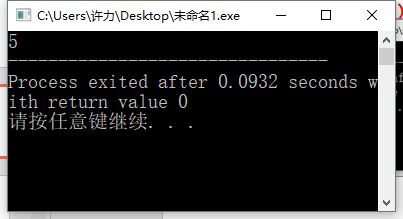 C:\Users\许力\Desktop\未命名1.exe
5
--------------------------------
Process exited after 0.0932 seconds w
ith return value 0
请按任意键继续. . .